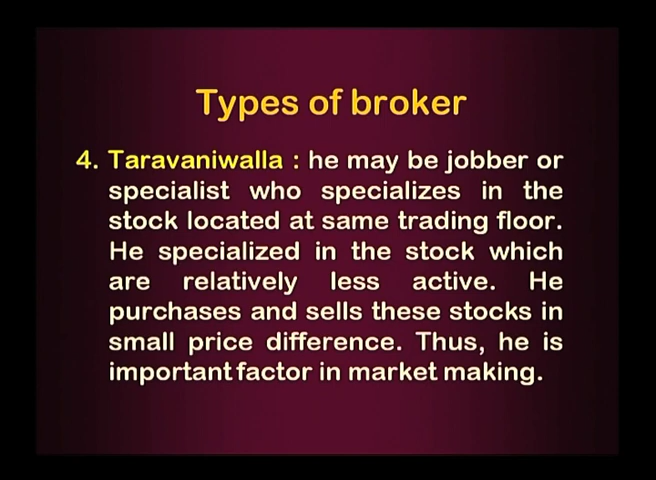 Types of broker
4. Taravaniwalla : he may be jobber or
specialist who specializes in the
stock located at same trading floor.
He specialized in the stock which
are relatively less active. He
purchases and sells these stocks in
small price difference. Thus, he is
important factor in market making.